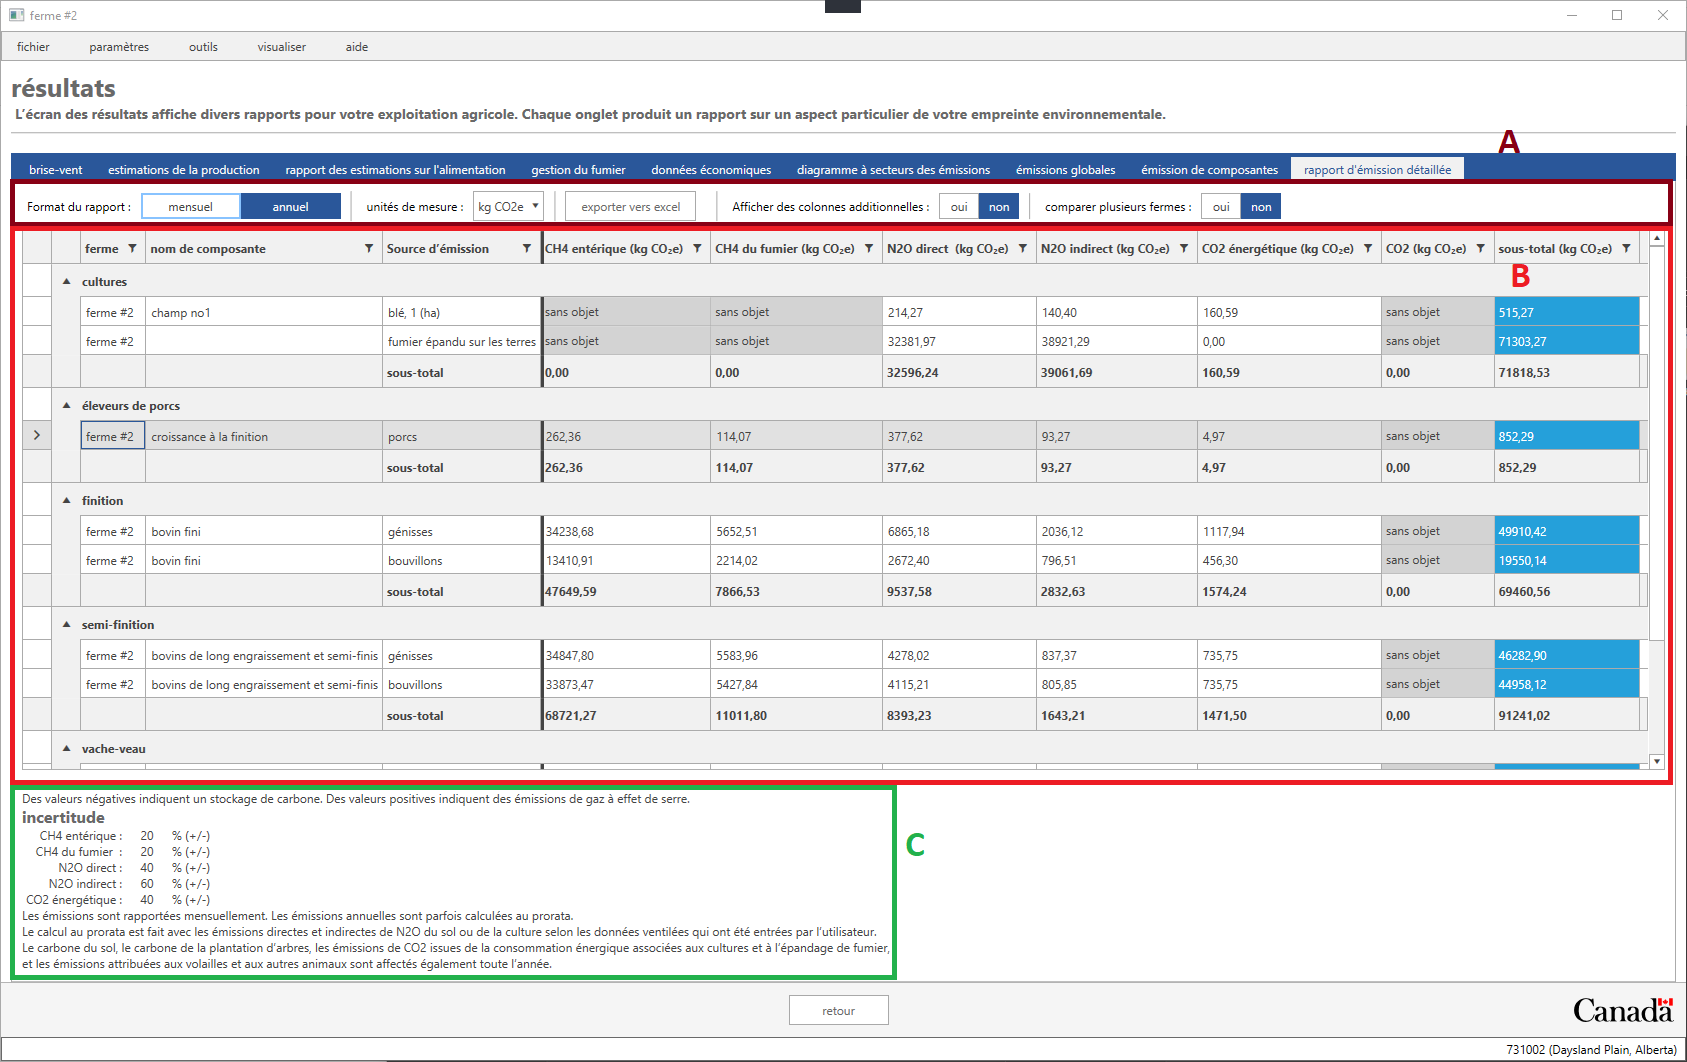 ferme #2
fichier paramètres outils visualiser aide
résultats
L'écran des résultats affiche divers rapports pour votre exploitation agricole. Chaque onglet produit un rapport sur un aspect particulier de votre empreinte environnementale.
A
brise-vent estimations de la production rapport des estimations sur l'alimentation gestion du fumier données économiques diagramme à secteurs des émissions émissions globales émission de composantes rapport d'émission détaillée
Format du rapport : mensuel annuel unités de mesure : kg CO2e exporter vers excel Afficher des colonnes additionnelles : oui non comparer plusieurs fermes : oui non
ferme nom de composante Source d'émission CH4 entérique (kg CO₂e) CH4 du fumier (kg CO₂e) N2O direct (kg CO₂e) N2O indirect (kg CO₂e) CO2 énergétique (kg CO₂e) CO2 (kg CO₂e) sous-total (kg CO₂e)
B
cultures
ferme #2 champ no1 blé, 1 (ha) sans objet sans objet 214,27 140,40 160,59 sans objet 515,27
ferme #2 fumier épandu sur les terres sans objet sans objet 32381,97 38921,29 0,00 sans objet 71303,27
sous-total 0,00 0,00 32596,24 39061,69 160,59 0,00 71818,53
éleveurs de porcs
ferme #2 croissance à la finition porcs 262,36 114,07 377,62 93,27 4,97 sans objet 852,29
sous-total 262,36 114,07 377,62 93,27 4,97 0,00 852,29
finition
ferme #2 bovin fini génisses 34238,68 5652,51 6865,18 2036,12 1117,94 sans objet 49910,42
ferme #2 bovin fini bouvillons 13410,91 2214,02 2672,40 796,51 456,30 sans objet 19550,14
sous-total 47649,59 7866,53 9537,58 2832,63 1574,24 0,00 69460,56
semi-finition
ferme #2 bovins de long engraissement et semi-finis génisses 34847,80 5583,96 4278,02 837,37 735,75 sans objet 46282,90
ferme #2 bovins de long engraissement et semi-finis bouvillons 33873,47 5427,84 4115,21 805,85 735,75 sans objet 44958,12
sous-total 68721,27 11011,80 8393,23 1643,21 1471,50 0,00 91241,02
vache-veau
Des valeurs négatives indiquent un stockage de carbone. Des valeurs positives indiquent des émissions de gaz à effet de serre.
incertitude
CH4 entérique : 20 % (+/-)
C
CH4 du fumier : 20 % (+/-)
N2O direct : 40 % (+/-)
N2O indirect : 60 % (+/-)
CO2 énergétique : 40 % (+/-)
Les émissions sont rapportées mensuellement. Les émissions annuelles sont parfois calculées au prorata.
Le calcul au prorata est fait avec les émissions directes et indirectes de N2O du sol ou de la culture selon les données ventilées qui ont été entrées par l'utilisateur.
Le carbone du sol, le carbone de la plantation d'arbres, les émissions de CO2 issues de la consommation énergique associées aux cultures et à l'épandage de fumier,
et les émissions attribuées aux volailles et aux autres animaux sont affectés également toute l'année.
retour
Canada
731002 (Daysland Plain, Alberta)